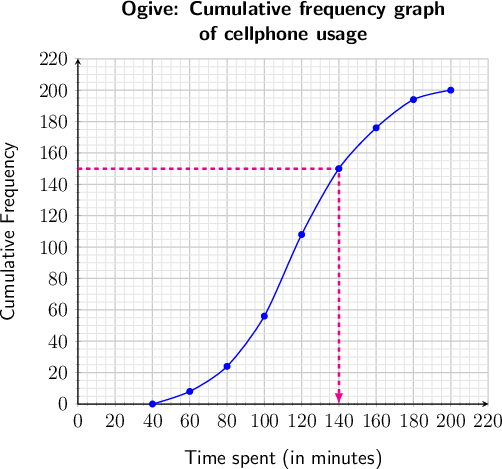 Ogive: Cumulative frequency graph
of cellphone usage
Cumulative Frequency
220
200
180
160
140
120
100
80
60
40
20
0
0 20 40 60 80 100 120 140 160 180 200 220
Time spent (in minutes)